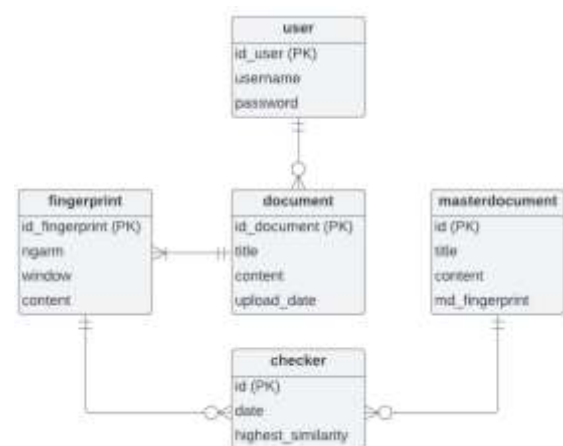 user
id_user (PK)
username
password
fingerprint
id_fingerprint (PK)
ngarm
window
content
document
id_document (PK)
title
content
upload_date
masterdocument
id (PK)
title
content
md_fingerprint
checker
id (PK)
date
highest_similarity